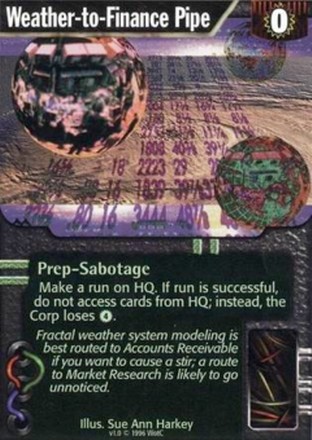 Weather-to-Finance Pipe
0
Prep-Sabotage
Make a run on HQ. If run is successful,
do not access cards from HQ; instead, the
Corp loses 4.
Fractal weather system modeling is
best routed to Accounts Receivable
if you want to cause a stir; a route
to Market Research is likely to go
unnoticed.
Illus. Sue Ann Harkey
v1.0 © 1996 WotC